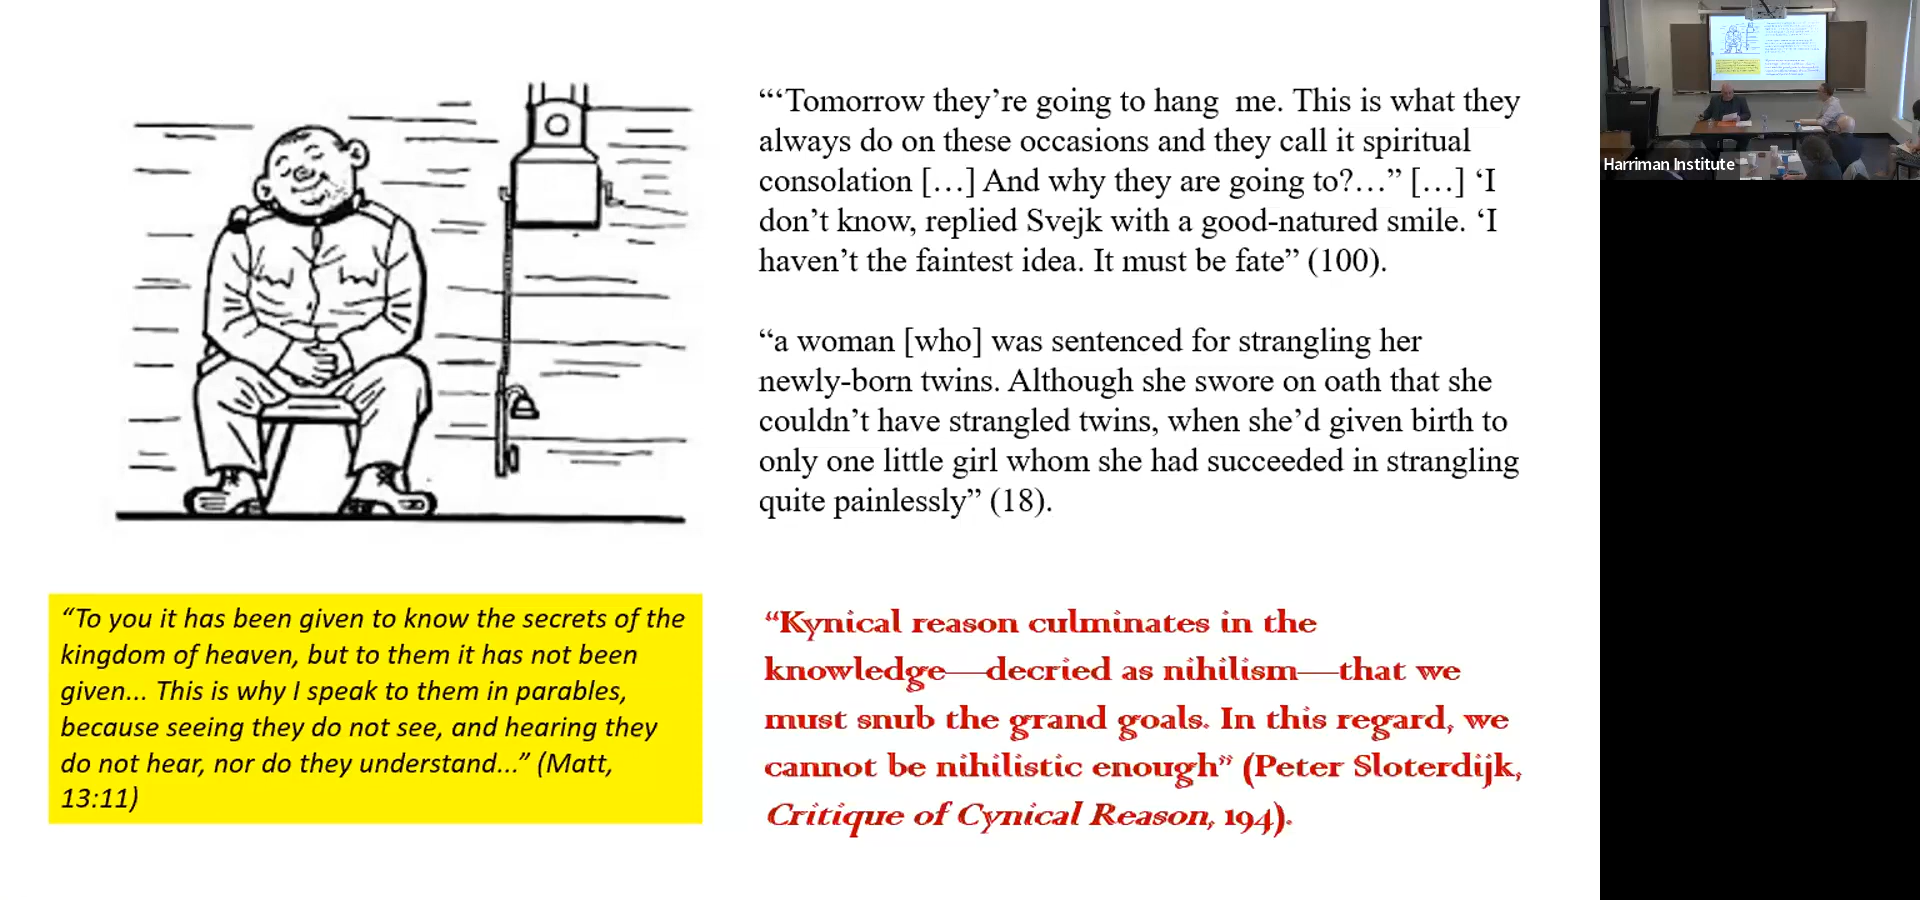 “‘Tomorrow they’re going to hang  me. This is what they
always do on these occasions and they call it spiritual
consolation […] And why they are going to?…” […] ‘I
don’t know, replied Svejk with a good-natured smile. ‘I
haven’t the faintest idea. It must be fate” (100).
“a woman [who] was sentenced for strangling her
newly-born twins. Although she swore on oath that she
couldn’t have strangled twins, when she’d given birth to
only one little girl whom she had succeeded in strangling
quite painlessly” (18).
“To you it has been given to know the secrets of the
kingdom of heaven, but to them it has not been
given... This is why I speak to them in parables,
because seeing they do not see, and hearing they
do not hear, nor do they understand...” (Matt,
13:11)
“Kynical reason culminates in the
knowledge—decried as nihilism—that we
must snub the grand goals. In this regard, we
cannot be nihilistic enough” (Peter Sloterdijk,
Critique of Cynical Reason, 194).
Harriman Institute